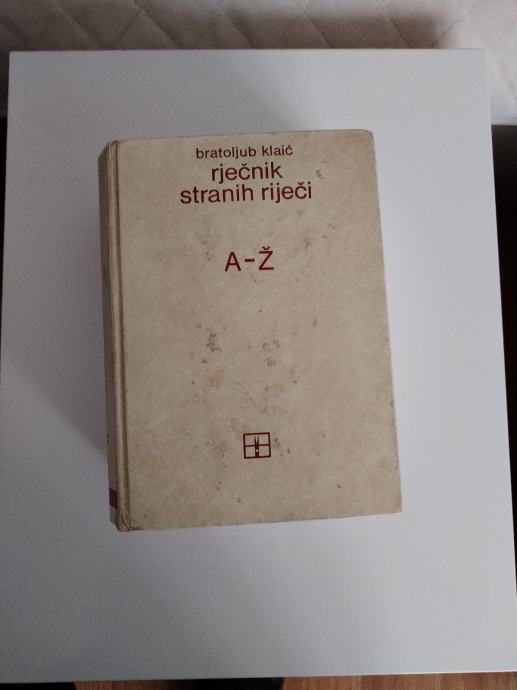 bratoljub klaić
rječnik
stranih riječi
A-Ž